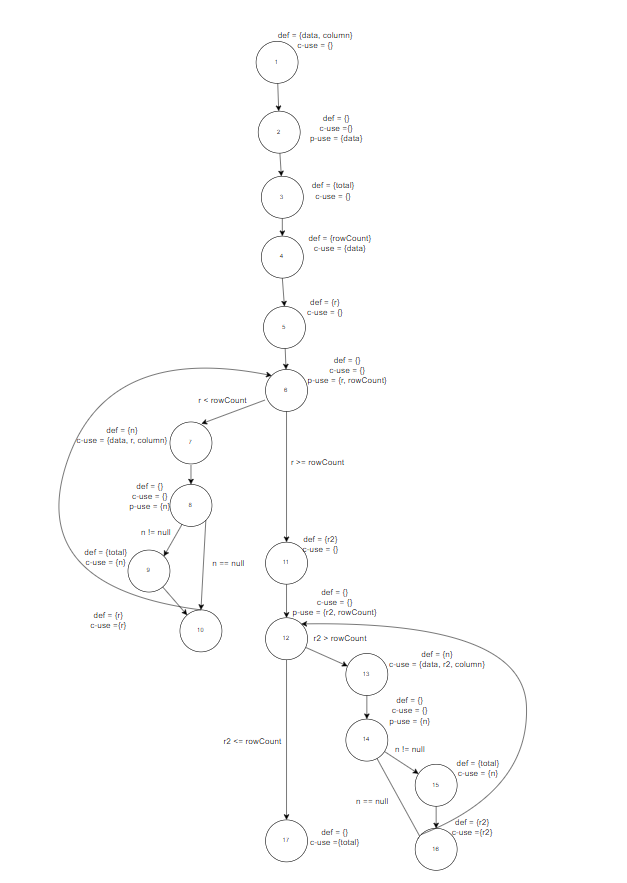 def = {data, column}
c-use = {}
1
def = {}
c-use ={}
p-use = {data}
2
def = {total}
c-use = {}
3
def = {rowCount}
c-use = {data}
4
def = {r}
c-use = {}
5
def = {}
c-use = {}
p-use = {r, rowCount}
6
r < rowCount
def = {n}
c-use = {data, r, column}
7
r >= rowCount
def = {}
c-use = {}
p-use = {n}
8
n != null
def = {total}
c-use = {n}
9
n == null
def = {r}
c-use ={r}
10
def = {r2}
c-use = {}
11
def = {}
c-use = {}
p-use = {r2, rowCount}
12
r2 > rowCount
def = {n}
c-use = {data, r2, column}
13
def = {}
c-use = {}
p-use = {n}
14
r2 <= rowCount
n != null
def = {total}
c-use = {n}
15
n == null
def = {r2}
c-use ={r2}
16
def = {}
c-use ={total}
17